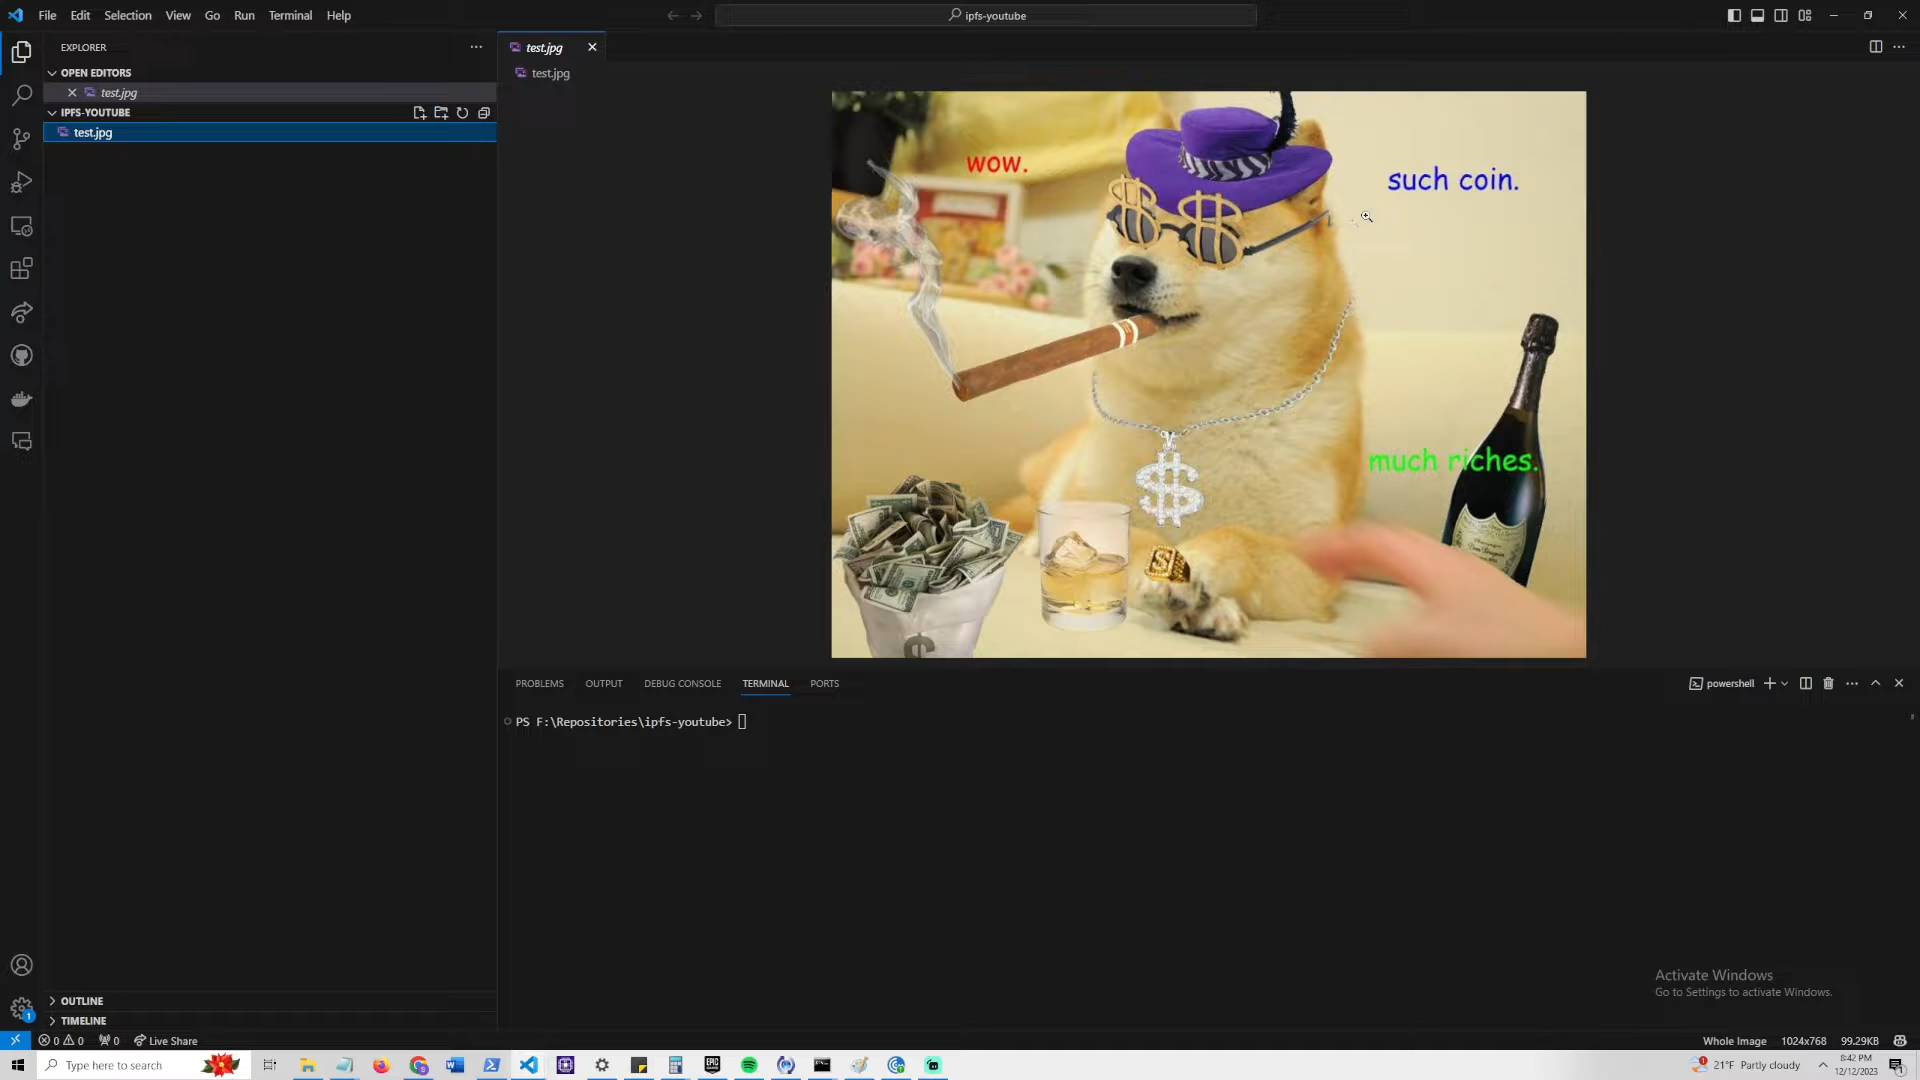 File Edit Selection View Go Run Terminal Help
ipfs-youtube
EXPLORER
OPEN EDITORS
test.jpg
IPFS-YOUTUBE
test.jpg
test.jpg
test.jpg
wow.
such coin.
much riches.
PROBLEMS OUTPUT DEBUG CONSOLE TERMINAL PORTS
powershell
PS F:\Repositories\ipfs-youtube>
Activate Windows
Go to Settings to activate Windows.
OUTLINE
TIMELINE
1
0 0 0 Live Share
Whole Image 1024x768 99.29KB
Type here to search
21°F Partly cloudy
8:42 PM
12/12/2023